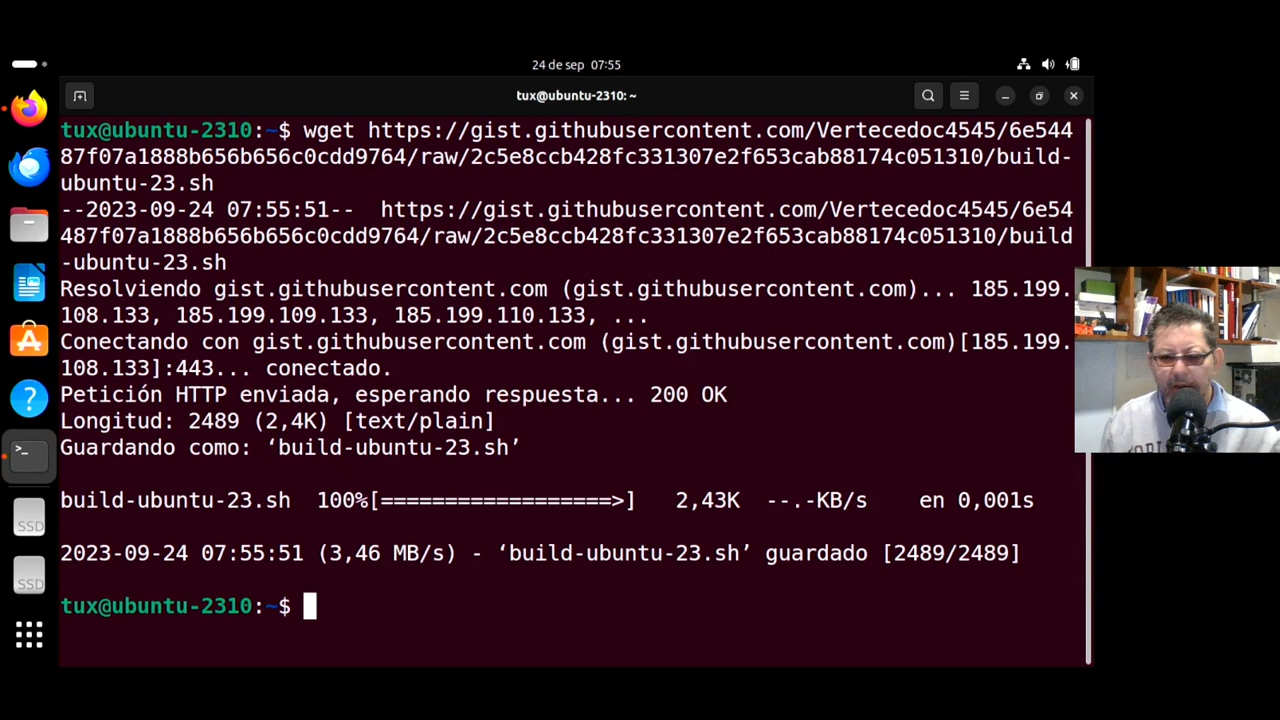 24 de sep 07:55
tux@ubuntu-2310: ~
tux@ubuntu-2310:~$ wget https://gist.githubusercontent.com/Vertecedoc4545/6e544
87f07a1888b656b656c0cdd9764/raw/2c5e8ccb428fc331307e2f653cab88174c051310/build-
ubuntu-23.sh
--2023-09-24 07:55:51--  https://gist.githubusercontent.com/Vertecedoc4545/6e54
487f07a1888b656b656c0cdd9764/raw/2c5e8ccb428fc331307e2f653cab88174c051310/build
-ubuntu-23.sh
Resolviendo gist.githubusercontent.com (gist.githubusercontent.com)... 185.199.
108.133, 185.199.109.133, 185.199.110.133, ...
Conectando con gist.githubusercontent.com (gist.githubusercontent.com)[185.199.
108.133]:443... conectado.
Petición HTTP enviada, esperando respuesta... 200 OK
Longitud: 2489 (2,4K) [text/plain]
Guardando como: ‘build-ubuntu-23.sh’
build-ubuntu-23.sh  100%[==================>]   2,43K  --.-KB/s    en 0,001s
2023-09-24 07:55:51 (3,46 MB/s) - ‘build-ubuntu-23.sh’ guardado [2489/2489]
tux@ubuntu-2310:~$
SSD
SSD